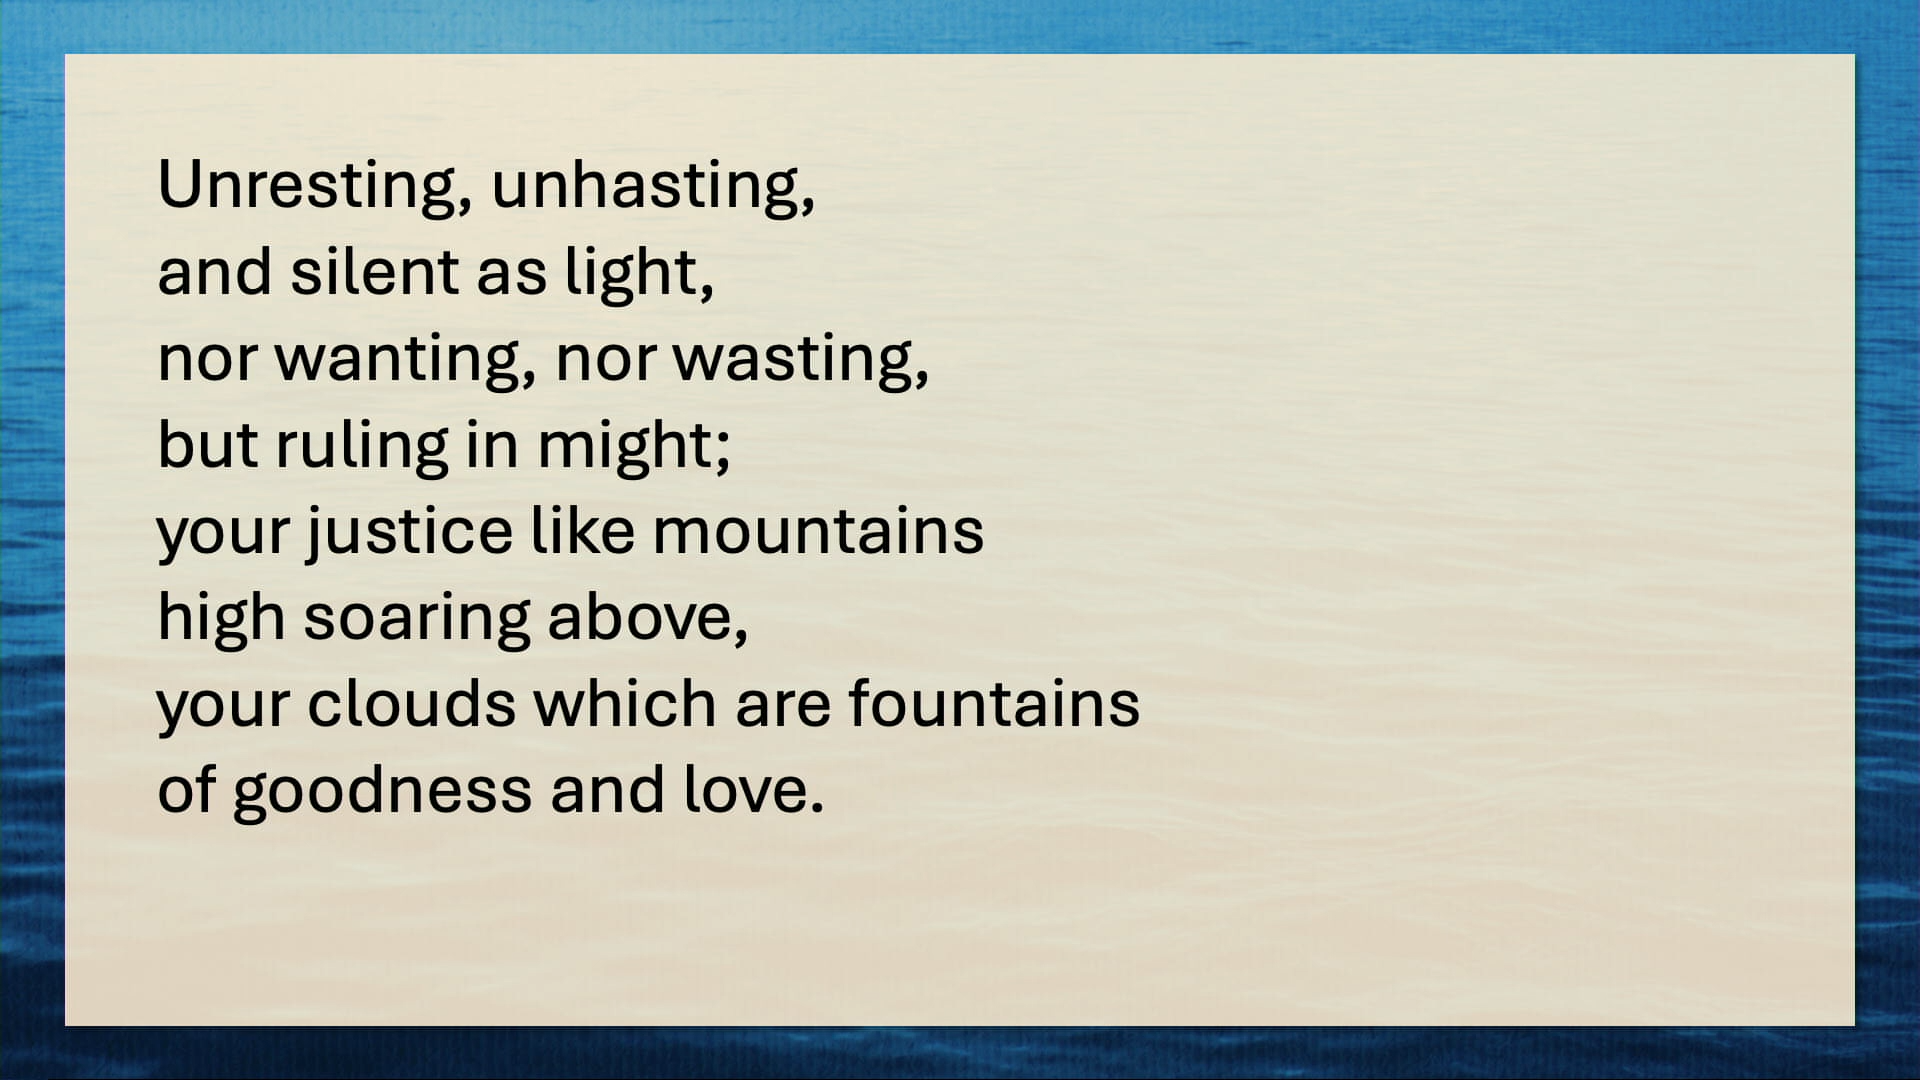 Unresting, unhasting,
and silent as light,
nor wanting, nor wasting,
but ruling in might;
your justice like mountains
high soaring above,
your clouds which are fountains
of goodness and love.